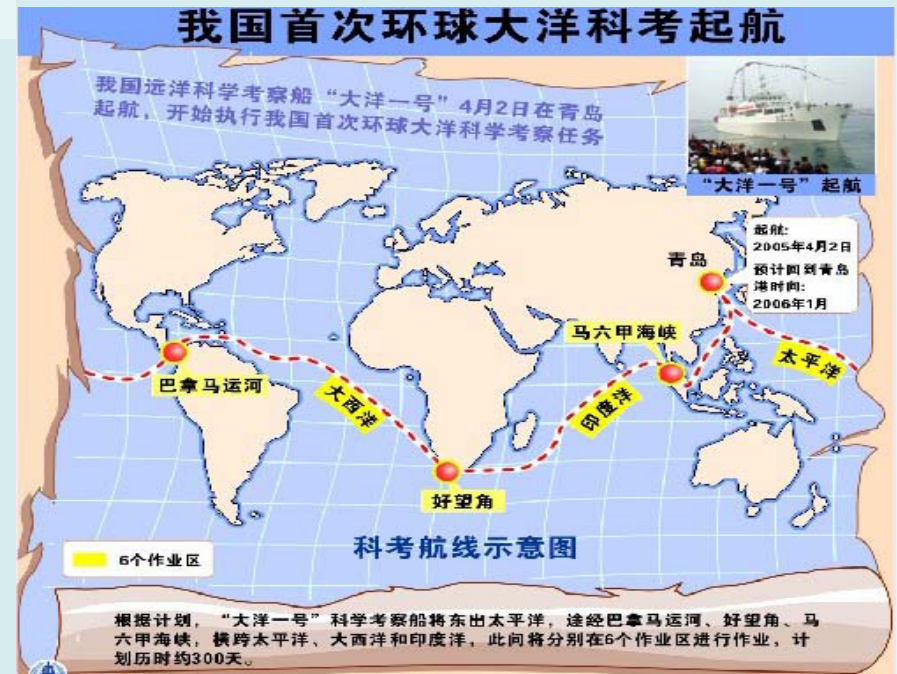 我国首次环球大洋科考起航
我国远洋科学考察船“大洋一号”4月2日在青岛
起航，开始执行我国首次环球大洋科学考察任务
“大洋一号”起航
起航:
2005年4月2日
预计回到青岛
港时间:
2006年1月
青岛
马六甲海峡
太平洋
巴拿马运河
大西洋
印度洋
好望角
科考航线示意图
6个作业区
根据计划，“大洋一号”科学考察船将东出太平洋，途经巴拿马运河、好望角、马
六甲海峡，横跨太平洋、大西洋和印度洋，此间将分别在6个作业区进行作业，计
划历时约300天。